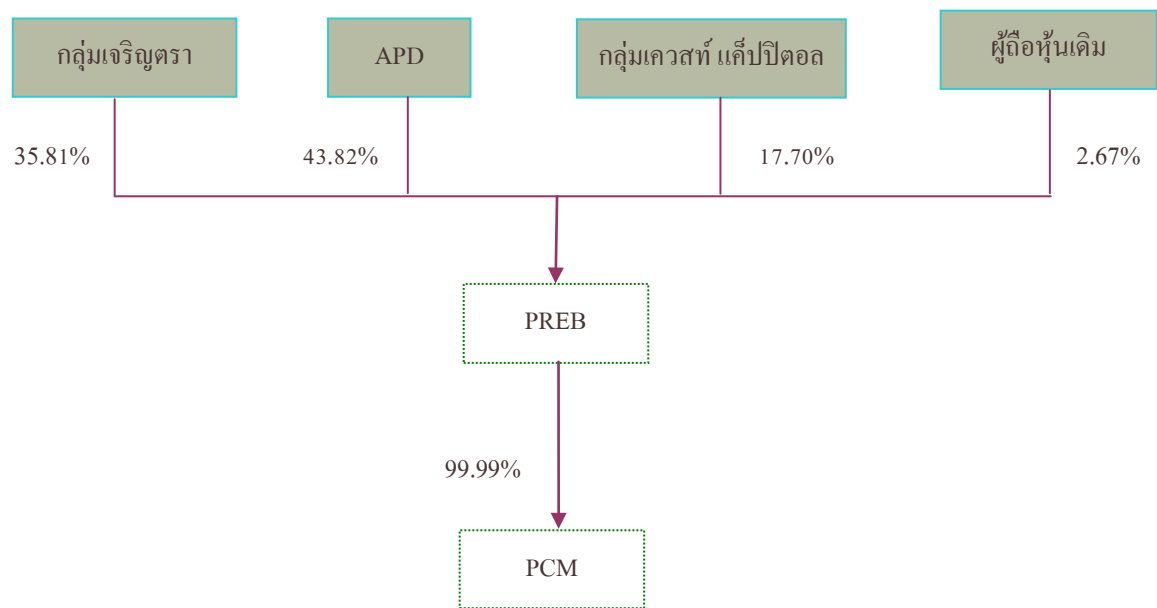 กลุ่มเจริญตรา
APD
กลุ่มเควสท์ แค็ปปิตอล
ผู้ถือหุ้นเดิม
35.81%
43.82%
17.70%
2.67%
PREB
99.99%
PCM